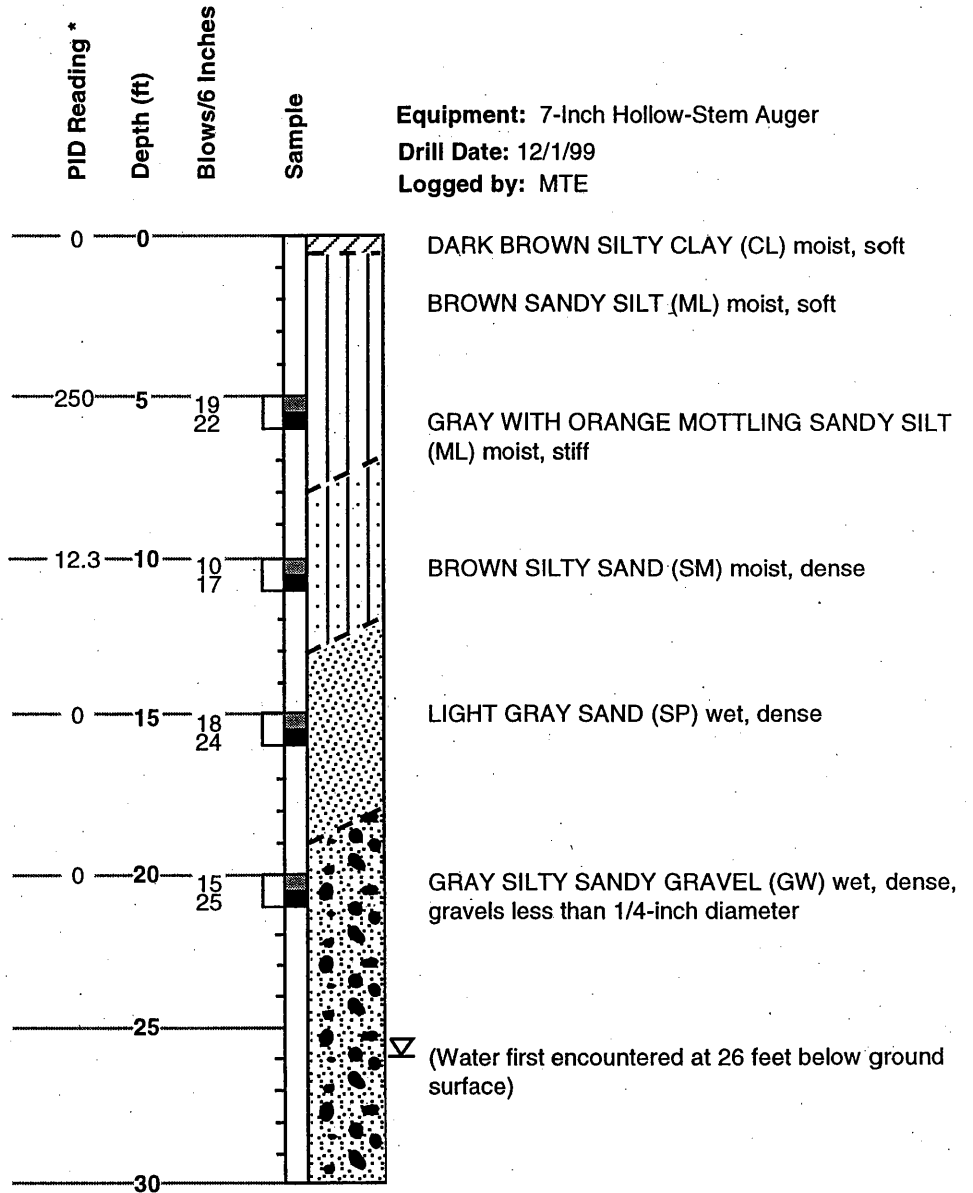 PID Reading *
Depth (ft)
Blows/6 Inches
Sample
Equipment: 7-Inch Hollow-Stem Auger
Drill Date: 12/1/99
Logged by: MTE
0 0
DARK BROWN SILTY CLAY (CL) moist, soft
BROWN SANDY SILT (ML) moist, soft
250 5 19
22
GRAY WITH ORANGE MOTTLING SANDY SILT
(ML) moist, stiff
12.3 10 10
17
BROWN SILTY SAND (SM) moist, dense
0 15 18
24
LIGHT GRAY SAND (SP) wet, dense
0 20 15
25
GRAY SILTY SANDY GRAVEL (GW) wet, dense,
gravels less than 1/4-inch diameter
25
(Water first encountered at 26 feet below ground
surface)
30